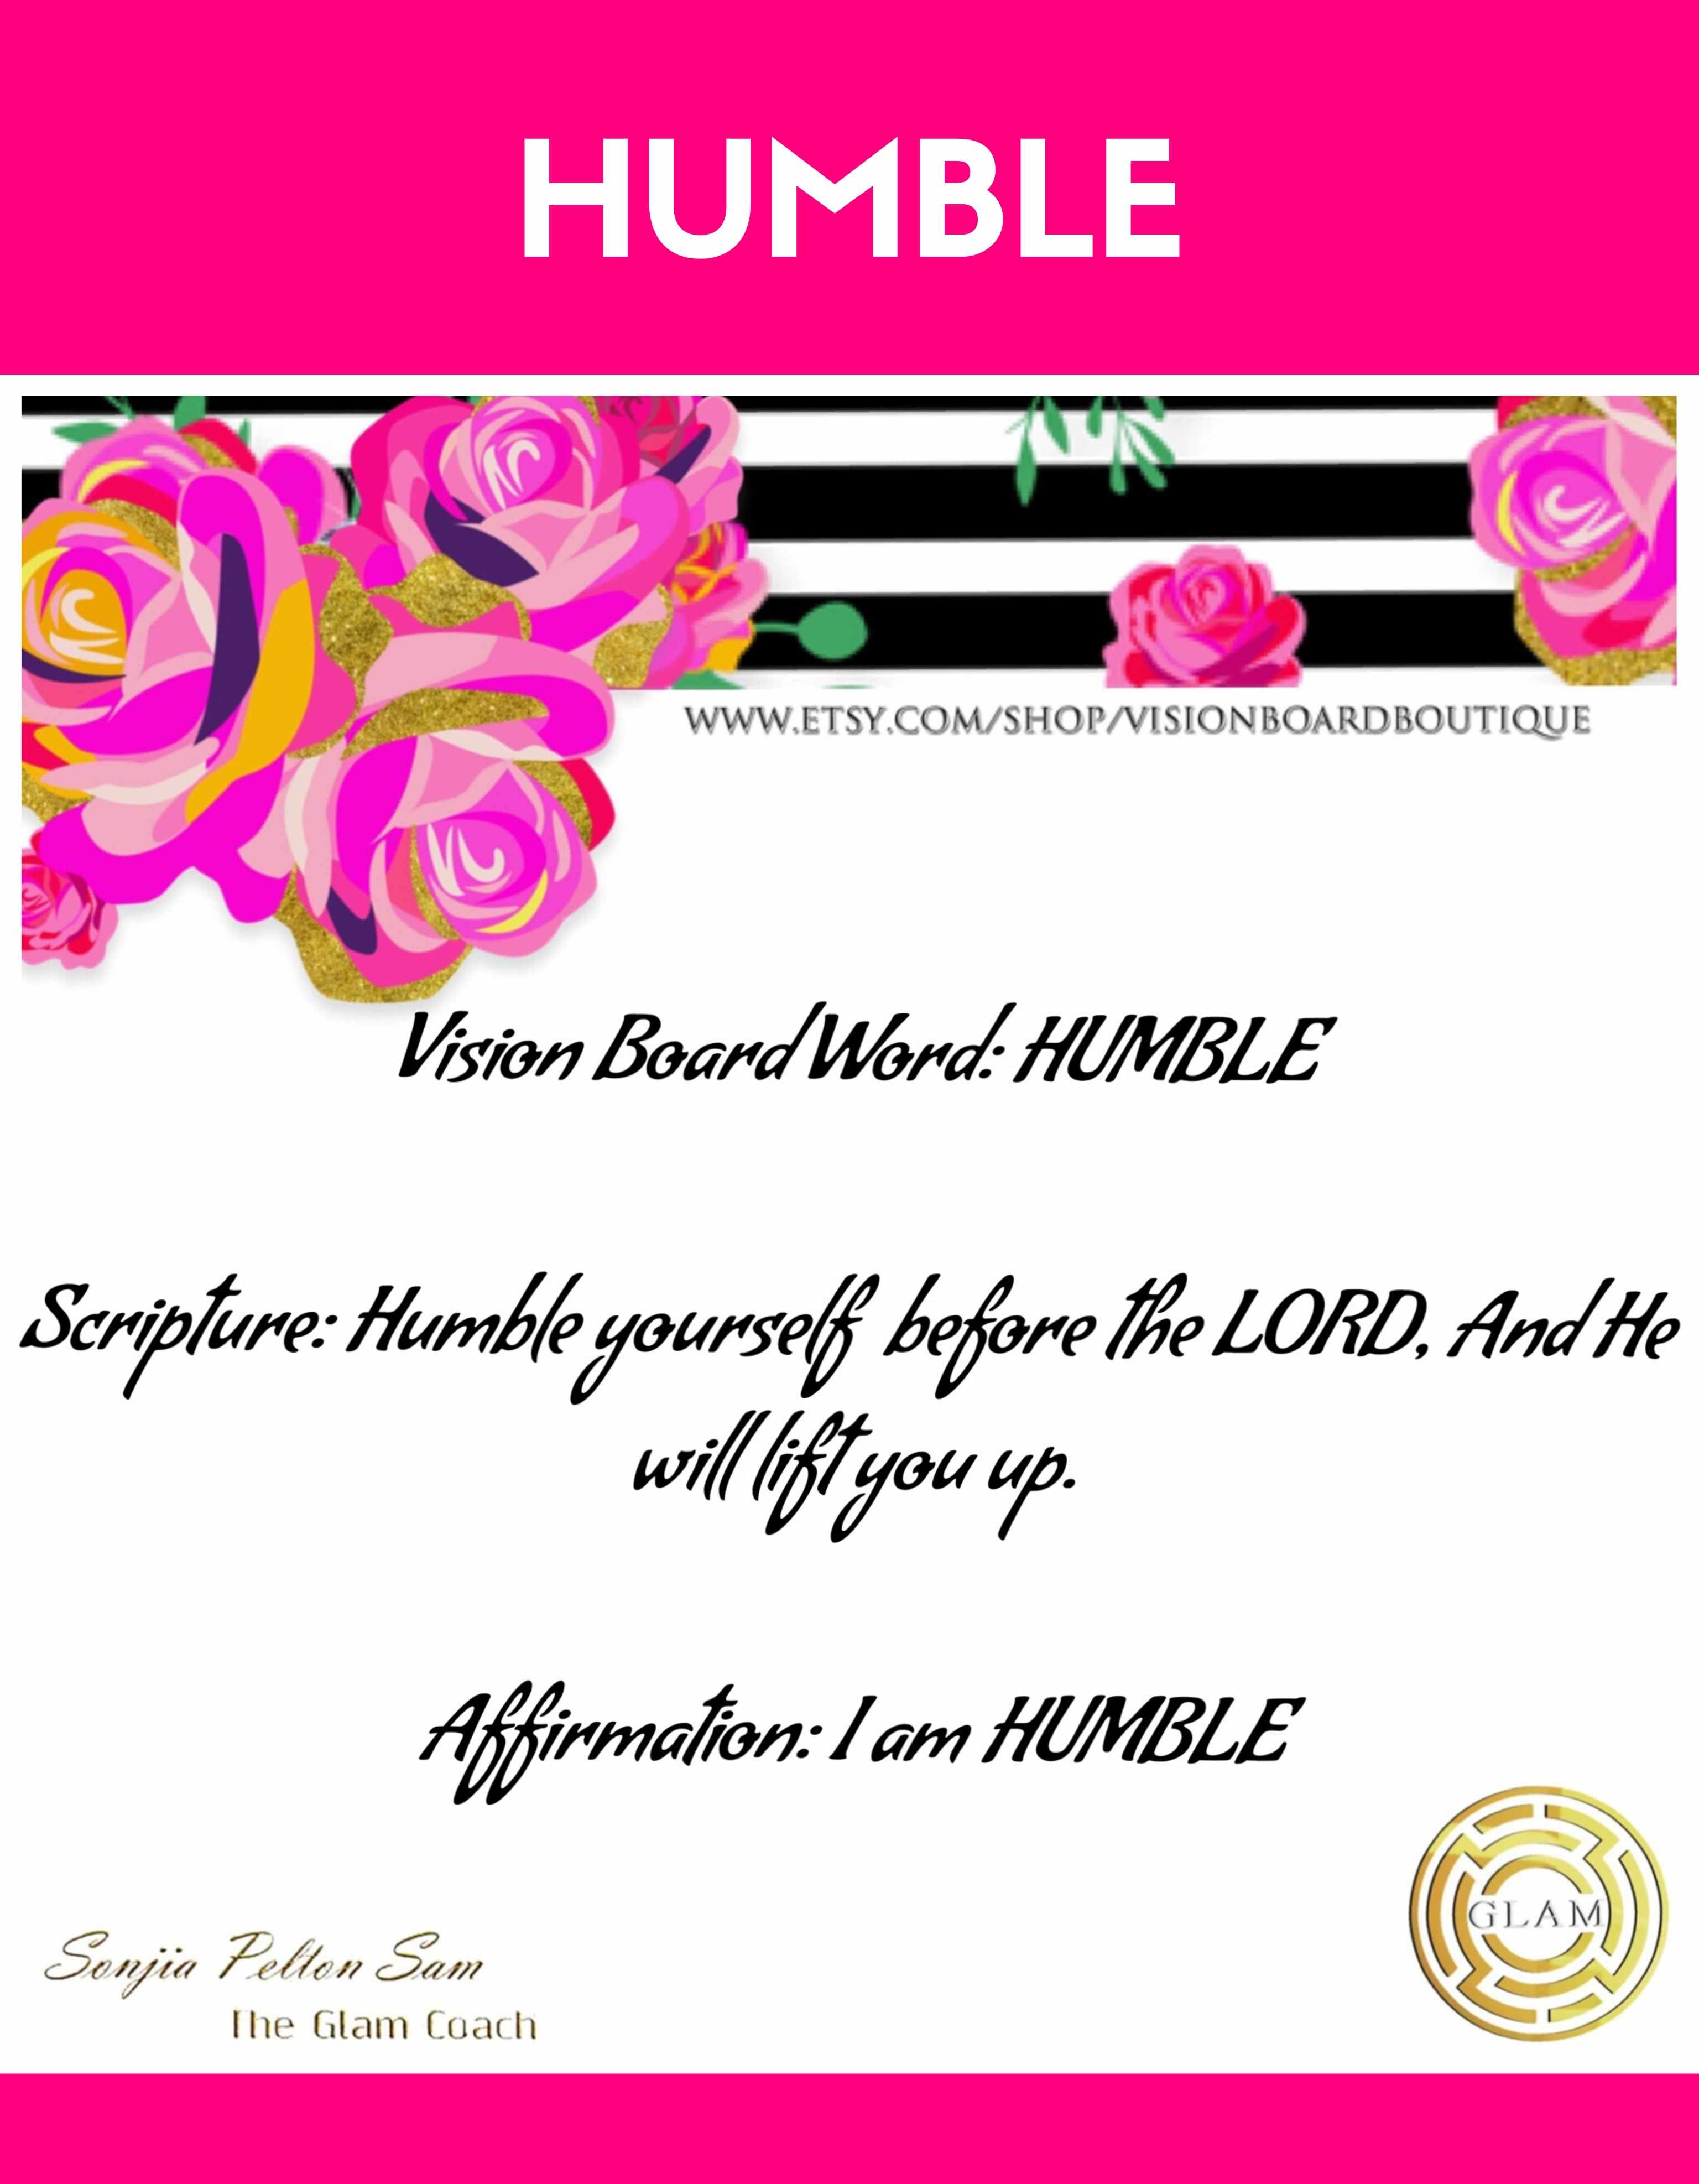 HUMBLE
WWW.ETSY.COM/SHOP/VISIONBOARDBOUTIQUE
Vision Board Word: HUMBLE
Scripture: Humble yourself before the LORD, And He
will lift you up.
Affirmation: I am HUMBLE
GLAM
Sonjia Pelton Sam
The Glam Coach